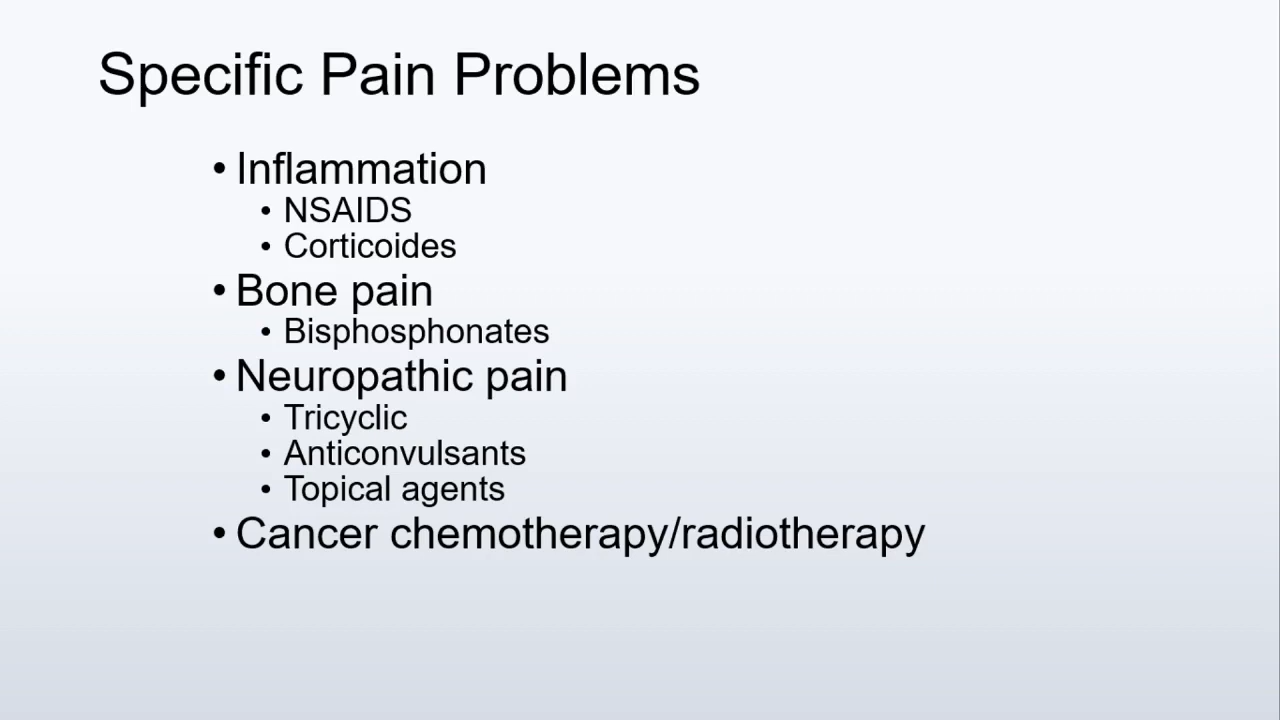 Specific Pain Problems
• Inflammation
• NSAIDS
• Corticoides
• Bone pain
• Bisphosphonates
• Neuropathic pain
• Tricyclic
• Anticonvulsants
• Topical agents
• Cancer chemotherapy/radiotherapy